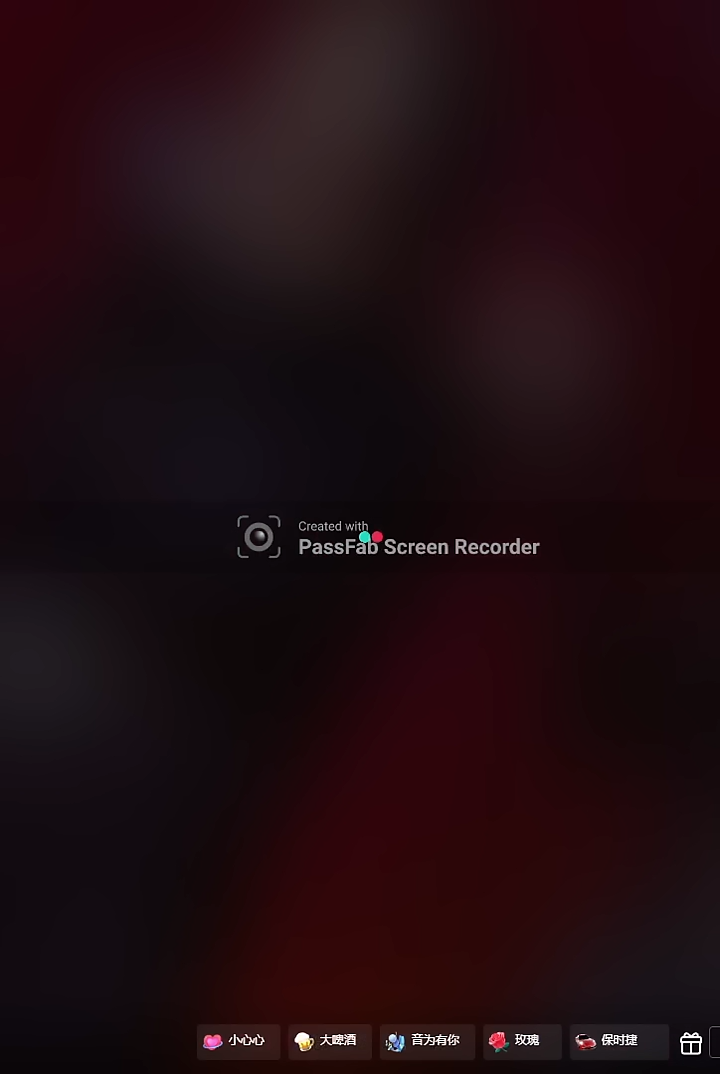 Created with
PassFab Screen Recorder
小心心
大啤酒
音为有你
玫瑰
保时捷